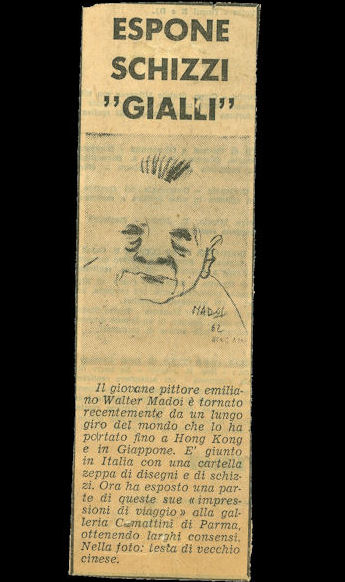 ESPONE
SCHIZZI
"GIALLI"
MADOI
62
Il giovane pittore emilia-
no Walter Madoi è tornato
recentemente da un lungo
giro del mondo che lo ha
portato fino a Hong Kong
e in Giappone. E' giunto
in Italia con una cartella
zeppa di disegni e di schiz-
zi. Ora ha esposto una par-
te di queste sue « impres-
sioni di viaggio » alla gal-
leria Camattini di Parma,
ottenendo larghi consensi.
Nella foto: testa di vecchio
cinese.